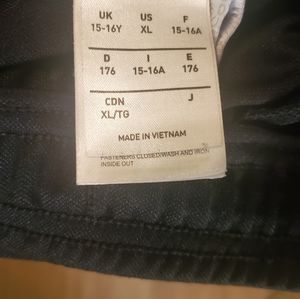 UK US F
15-16Y XL 15-16A
D I E
176 15-16A 176
CDN J
XL/TG
MADE IN VIETNAM
FASTENERS CLOSED/WASH AND IRON
INSIDE OUT